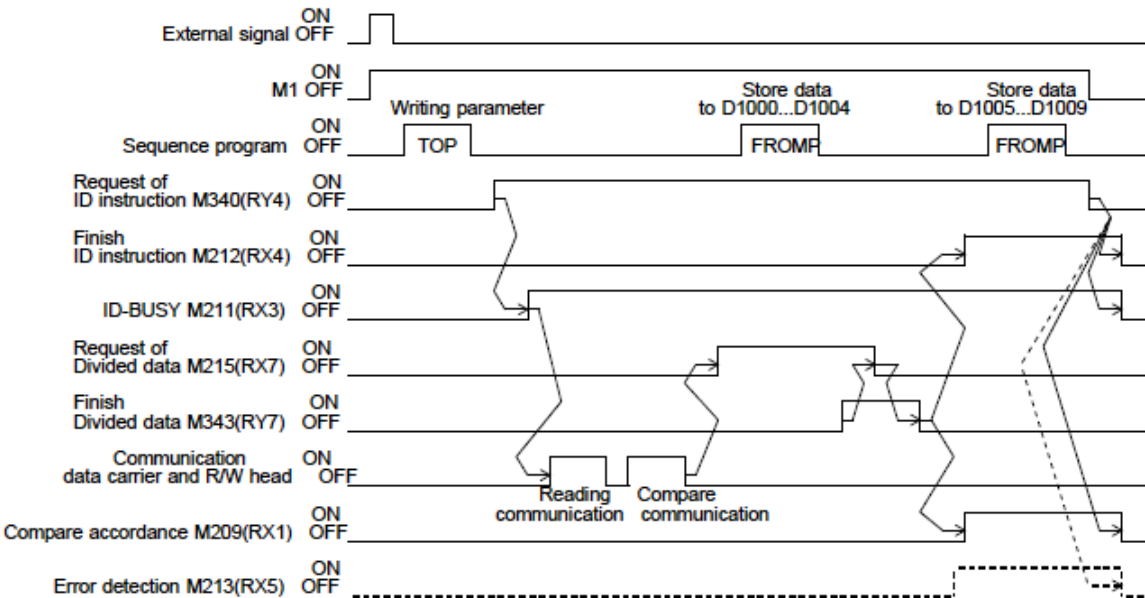 ON
External signal OFF
ON
M1 OFF
Writing parameter
Store data
to D1000...D1004
Store data
to D1005...D1009
ON
Sequence program OFF
TOP
FROMP
FROMP
Request of ON
ID instruction M340(RY4) OFF
Finish ON
ID instruction M212(RX4) OFF
ON
ID-BUSY M211(RX3) OFF
Request of ON
Divided data M215(RX7) OFF
Finish ON
Divided data M343(RY7) OFF
Communication ON
data carrier and R/W head OFF
Reading
communication
Compare
communication
ON
Compare accordance M209(RX1) OFF
ON
Error detection M213(RX5) OFF